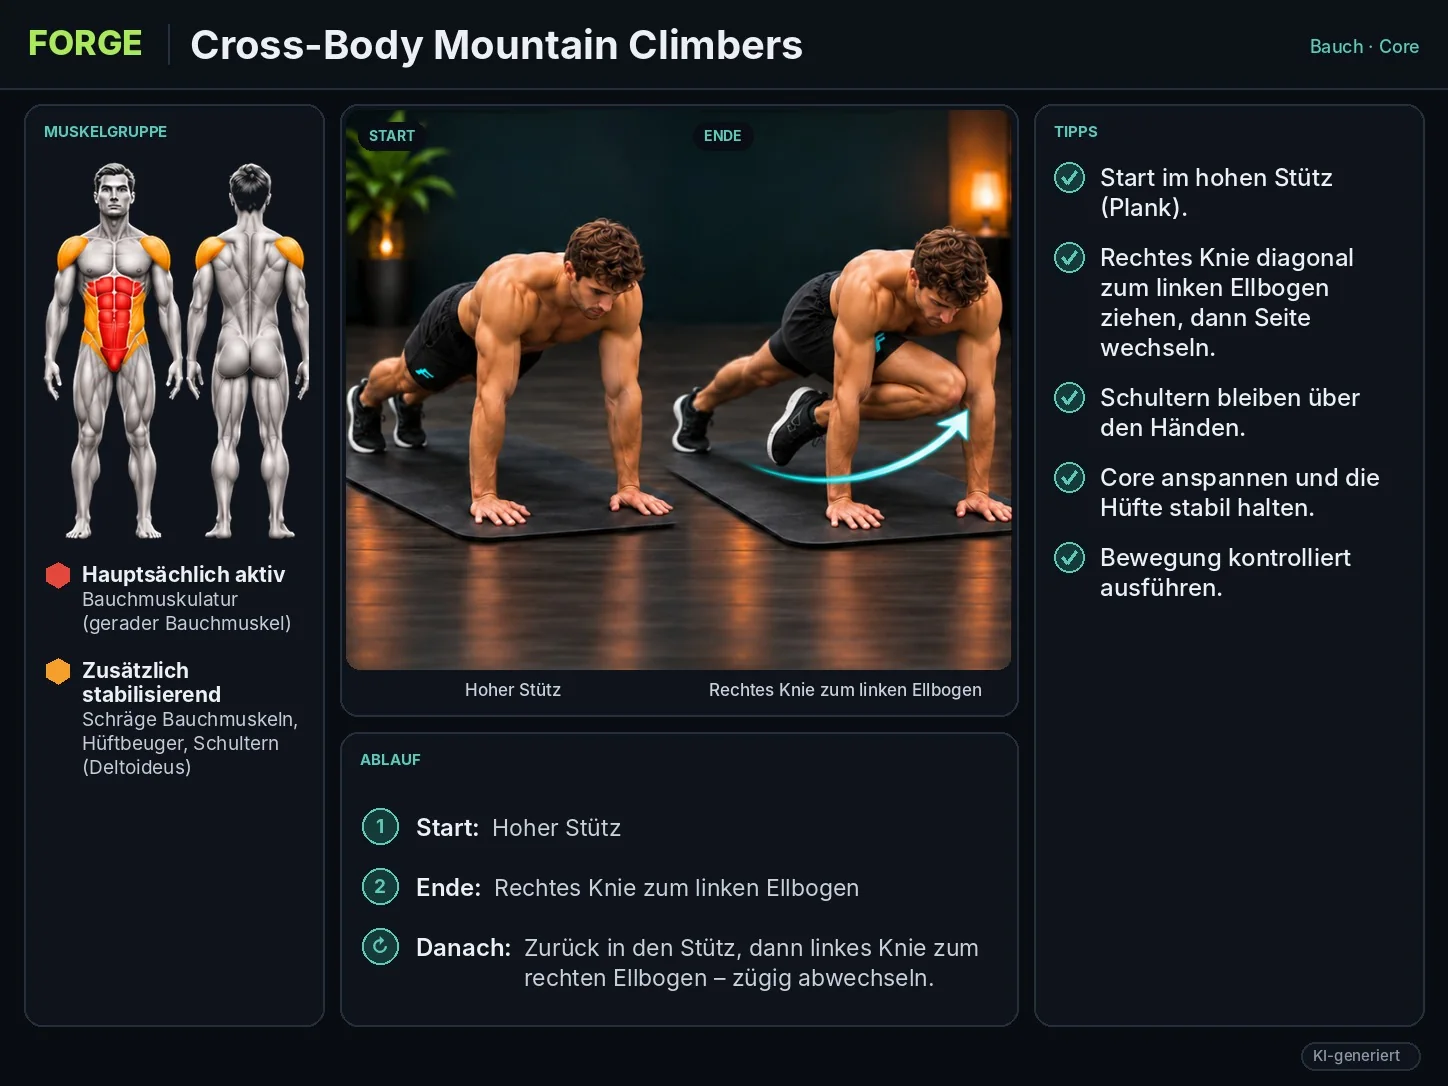 FORGE
Cross-Body Mountain Climbers
Bauch · Core
MUSKELGRUPPE
Hauptsächlich aktiv
Bauchmuskulatur
(gerader Bauchmuskel)
Zusätzlich
stabilisierend
Schräge Bauchmuskeln,
Hüftbeuger, Schultern
(Deltoideus)
START
ENDE
Hoher Stütz
Rechtes Knie zum linken Ellbogen
ABLAUF
1 Start: Hoher Stütz
2 Ende: Rechtes Knie zum linken Ellbogen
Danach: Zurück in den Stütz, dann linkes Knie zum
rechten Ellbogen – zügig abwechseln.
TIPPS
Start im hohen Stütz
(Plank).
Rechtes Knie diagonal
zum linken Ellbogen
ziehen, dann Seite
wechseln.
Schultern bleiben über
den Händen.
Core anspannen und die
Hüfte stabil halten.
Bewegung kontrolliert
ausführen.
KI-generiert